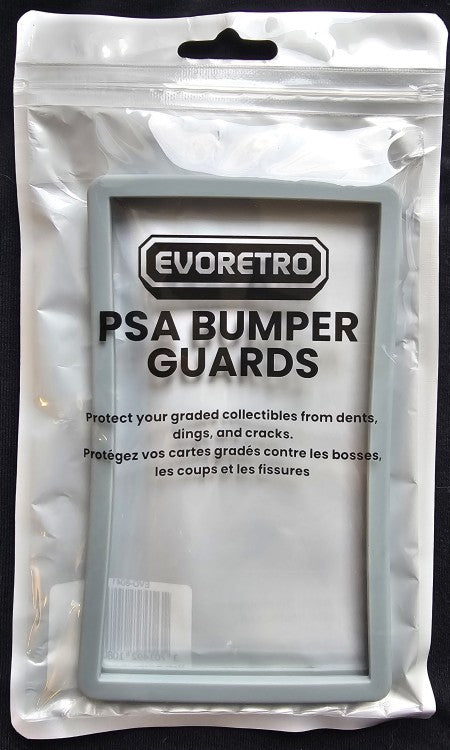 EVORETRO
PSA BUMPER
GUARDS
Protect your graded collectibles from dents,
dings, and cracks.
Protégez vos cartes gradés contre les bosses,
les coups et les fissures